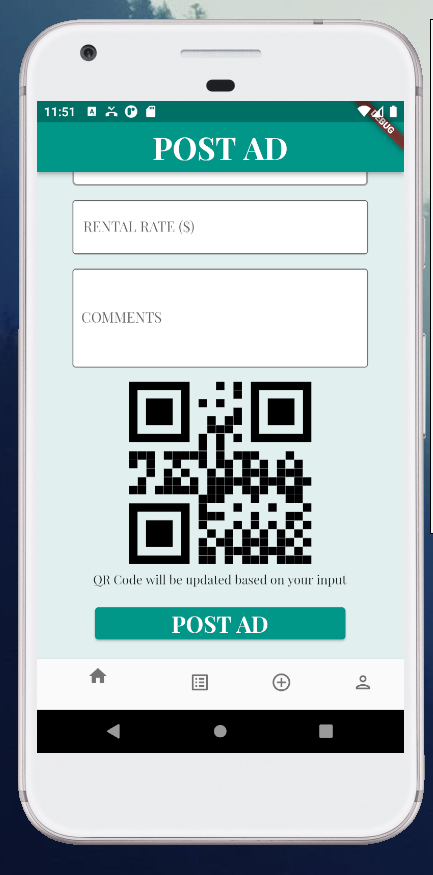 11:51
DEBUG
POST AD
RENTAL RATE ($)
COMMENTS
QR Code will be updated based on your input
POST AD